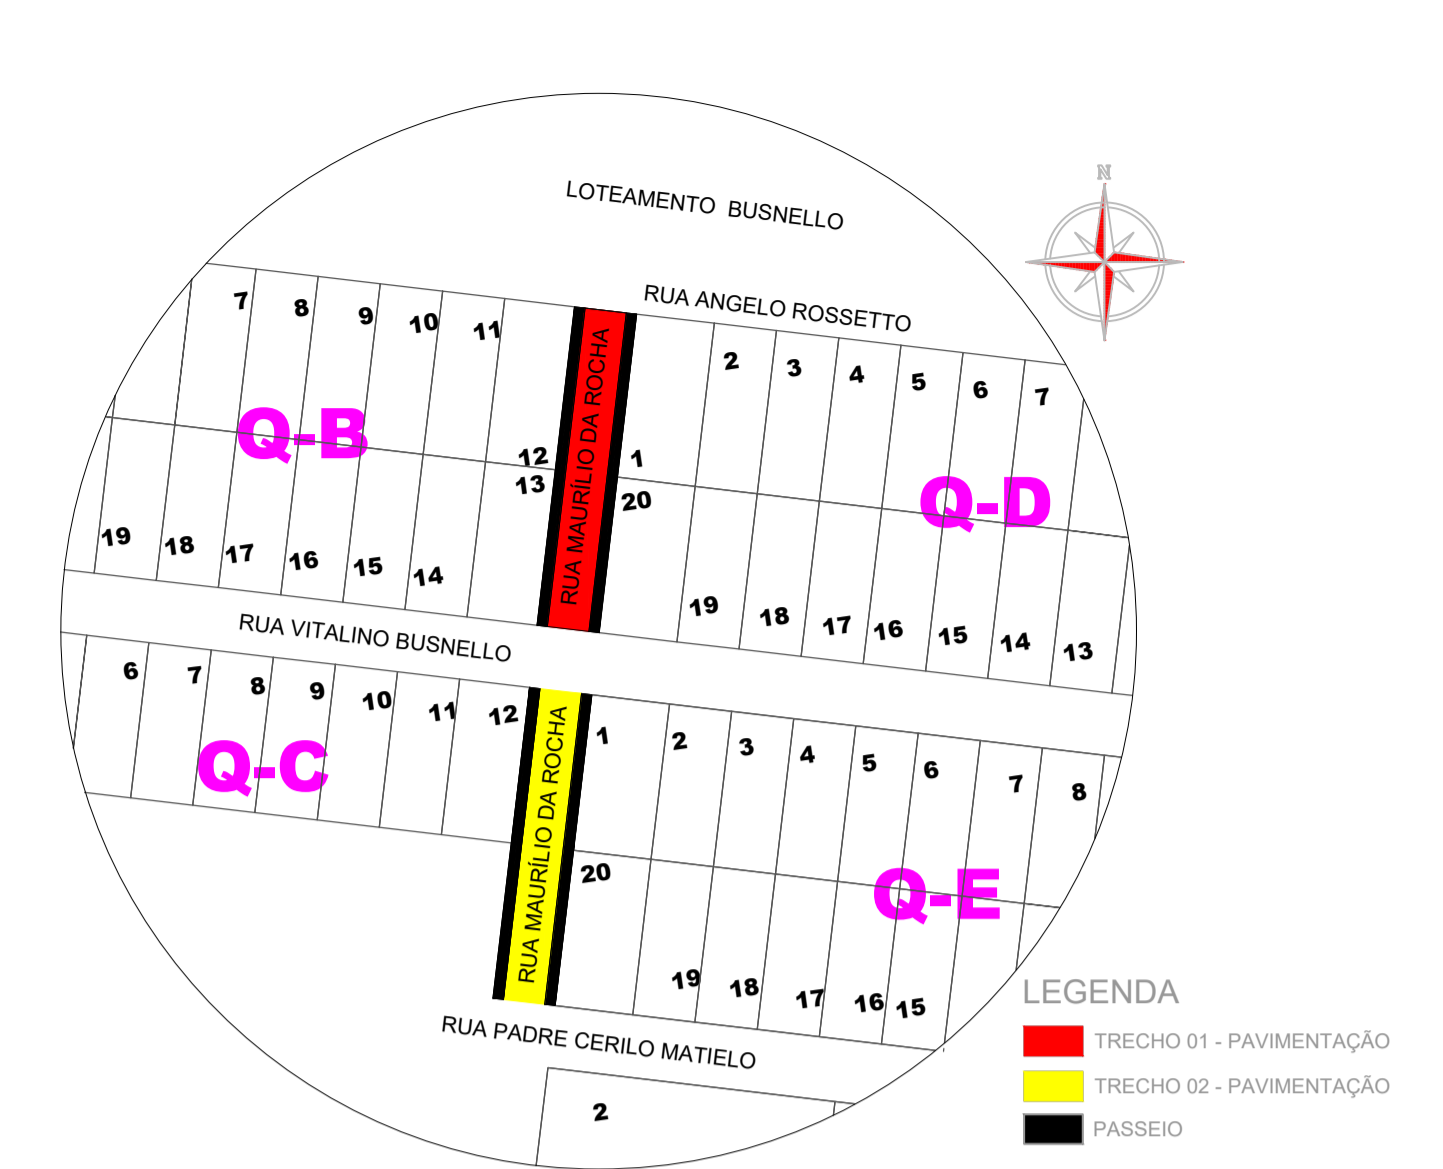 LOTEAMENTO BUSNELLO
N
RUA ANGELO ROSSETTO
7 8 9 10 11
2 3 4 5 6 7
RUA MAURÍLIO DA ROCHA
Q-B
12 1
13 20
Q-D
19 18 17 16 15 14
19 18 17 16 15 14 13
RUA VITALINO BUSNELLO
6 7 8 9 10 11 12
1 2 3 4 5 6 7 8
RUA MAURÍLIO DA ROCHA
Q-C
20
Q-E
19 18 17 16 15
RUA PADRE CERILO MATIELO
2
LEGENDA
TRECHO 01 - PAVIMENTAÇÃO
TRECHO 02 - PAVIMENTAÇÃO
PASSEIO